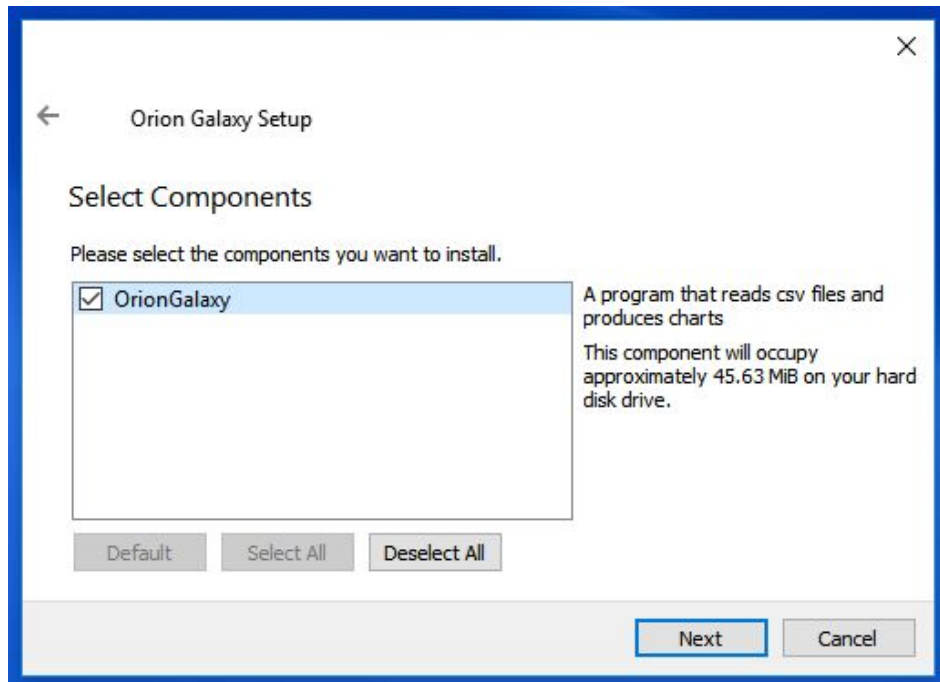 Orion Galaxy Setup
Select Components
Please select the components you want to install.
OrionGalaxy
A program that reads csv files and
produces charts
This component will occupy
approximately 45.63 MiB on your hard
disk drive.
Default
Select All
Deselect All
Next
Cancel